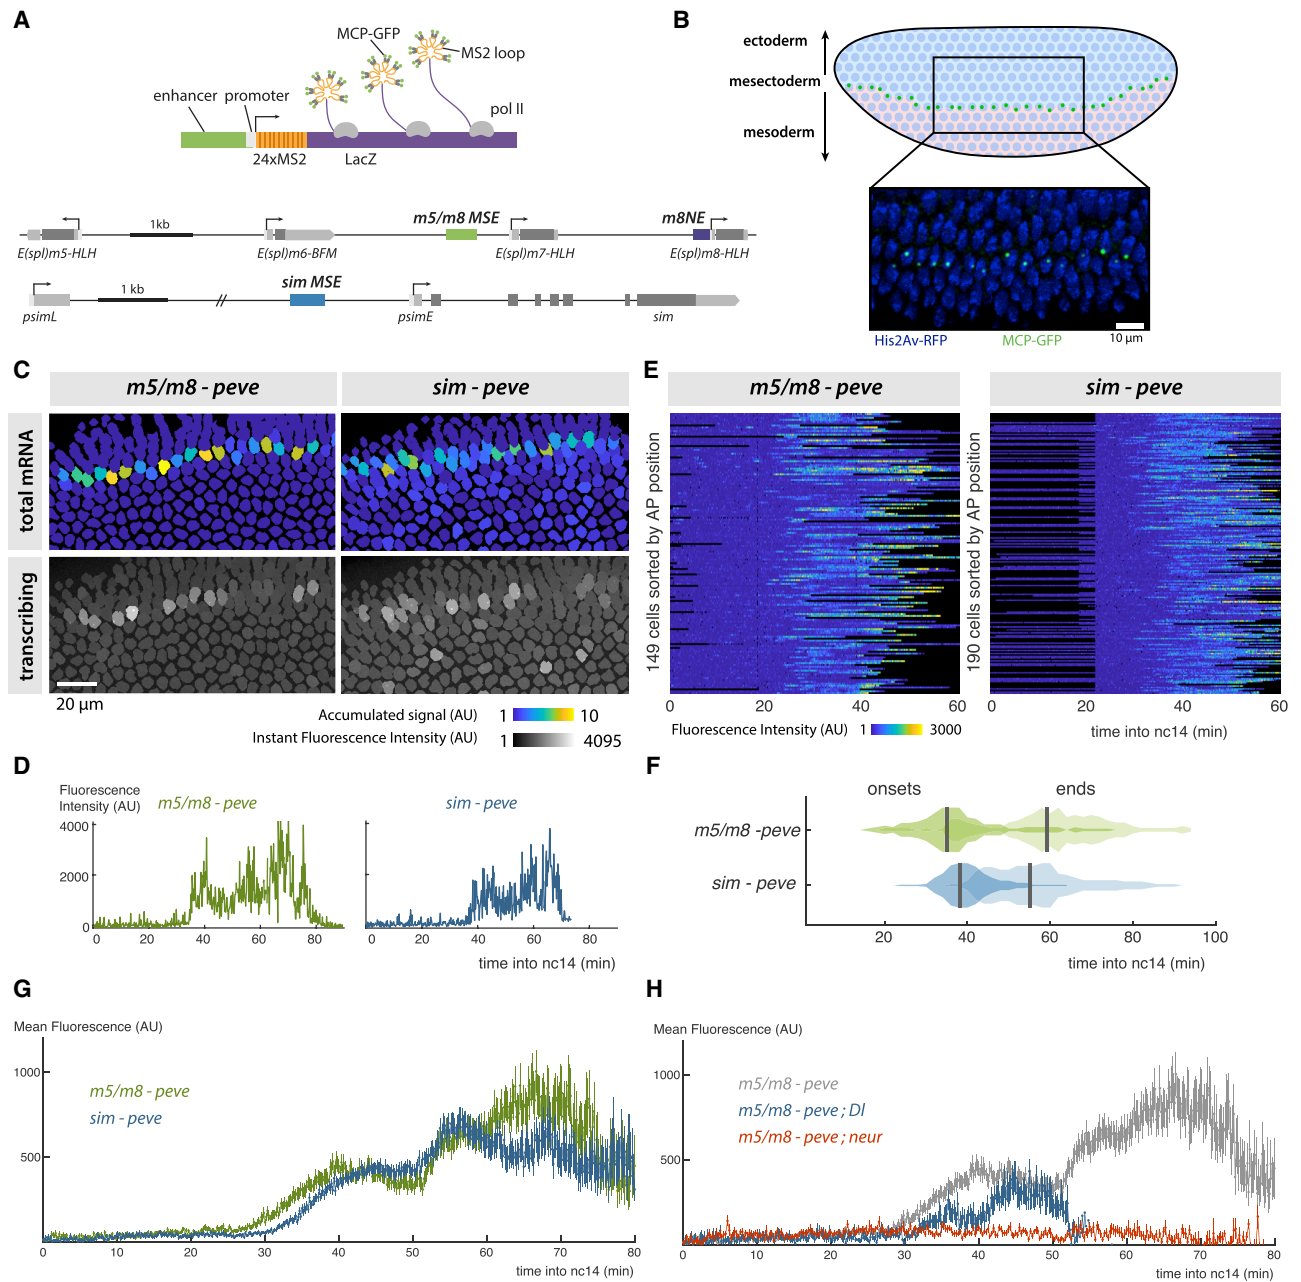 A
MCP-GFP
MS2 loop
enhancer
promoter
pol II
24xMS2
LacZ
1kb
m5/m8 MSE
m8NE
E(spl)m5-HLH
E(spl)m6-BFM
E(spl)m7-HLH
E(spl)m8-HLH
1 kb
sim MSE
psimL
psimE
sim
B
ectoderm
mesectoderm
mesoderm
His2Av-RFP
MCP-GFP
10 µm
C
m5/m8 - peve
sim - peve
total mRNA
transcribing
20 µm
Accumulated signal (AU)
1
10
Instant Fluorescence Intensity (AU)
1
4095
E
m5/m8 - peve
sim - peve
149 cells sorted by AP position
190 cells sorted by AP position
0 20 40 60
0 20 40 60
Fluorescence Intensity (AU)
1
3000
time into nc14 (min)
D
Fluorescence
Intensity (AU)
m5/m8 - peve
sim - peve
4000
2000
0
0 20 40 60 80
0 20 40 60 80
time into nc14 (min)
F
onsets
ends
m5/m8 -peve
sim - peve
20 40 60 80 100
time into nc14 (min)
G
Mean Fluorescence (AU)
1000
500
m5/m8 - peve
sim - peve
0 10 20 30 40 50 60 70 80
time into nc14 (min)
H
Mean Fluorescence (AU)
1000
500
0
m5/m8 - peve
m5/m8 - peve ; Dl
m5/m8 - peve ; neur
0 10 20 30 40 50 60 70 80
time into nc14 (min)